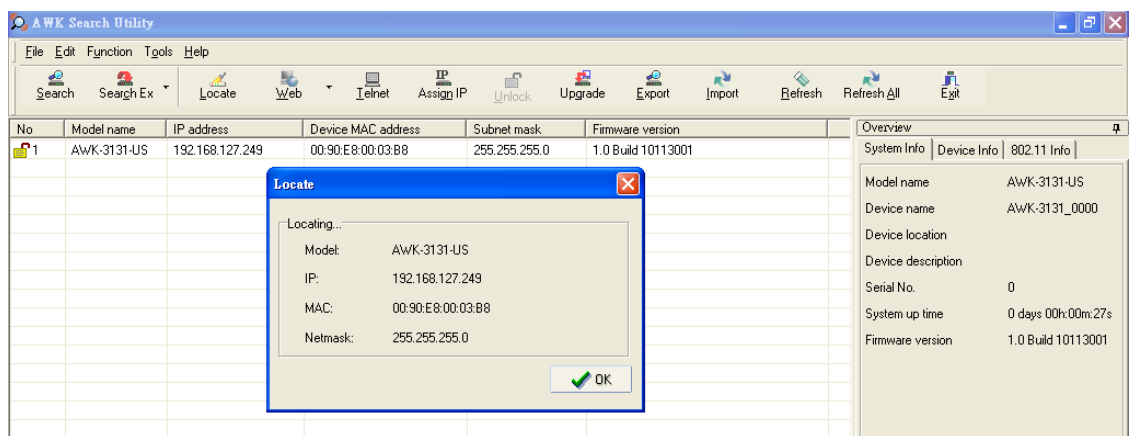 AWK Search Utility
File Edit Function Tools Help
Search Search Ex Locate Web Telnet Assign IP Unlock Upgrade Export Import Refresh Refresh All Exit
No Model name IP address Device MAC address Subnet mask Firmware version
1 AWK-3131-US 192.168.127.249 00:90:E8:00:03:B8 255.255.255.0 1.0 Build 10113001
Locate
Locating...
Model: AWK-3131-US
IP: 192.168.127.249
MAC: 00:90:E8:00:03:B8
Netmask: 255.255.255.0
OK
Overview
System Info Device Info 802.11 Info
Model name AWK-3131-US
Device name AWK-3131_0000
Device location
Device description
Serial No. 0
System up time 0 days 00h:00m:27s
Firmware version 1.0 Build 10113001